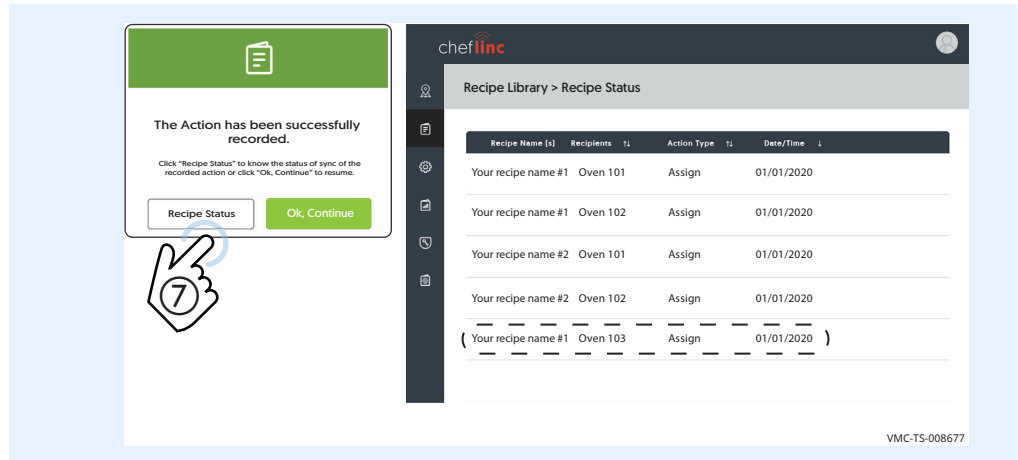 cheflinc
Recipe Library > Recipe Status
The Action has been successfully
recorded.
Click "Recipe Status" to know the status of sync of the
recorded action or click "Ok, Continue" to resume.
Recipe Status Ok, Continue
7
Recipe Name [s] Recipients ↑↓ Action Type ↑↓ Date/Time ↓
Your recipe name #1 Oven 101 Assign 01/01/2020
Your recipe name #1 Oven 102 Assign 01/01/2020
Your recipe name #2 Oven 101 Assign 01/01/2020
Your recipe name #2 Oven 102 Assign 01/01/2020
( Your recipe name #1 Oven 103 Assign 01/01/2020 )
VMC-TS-008677